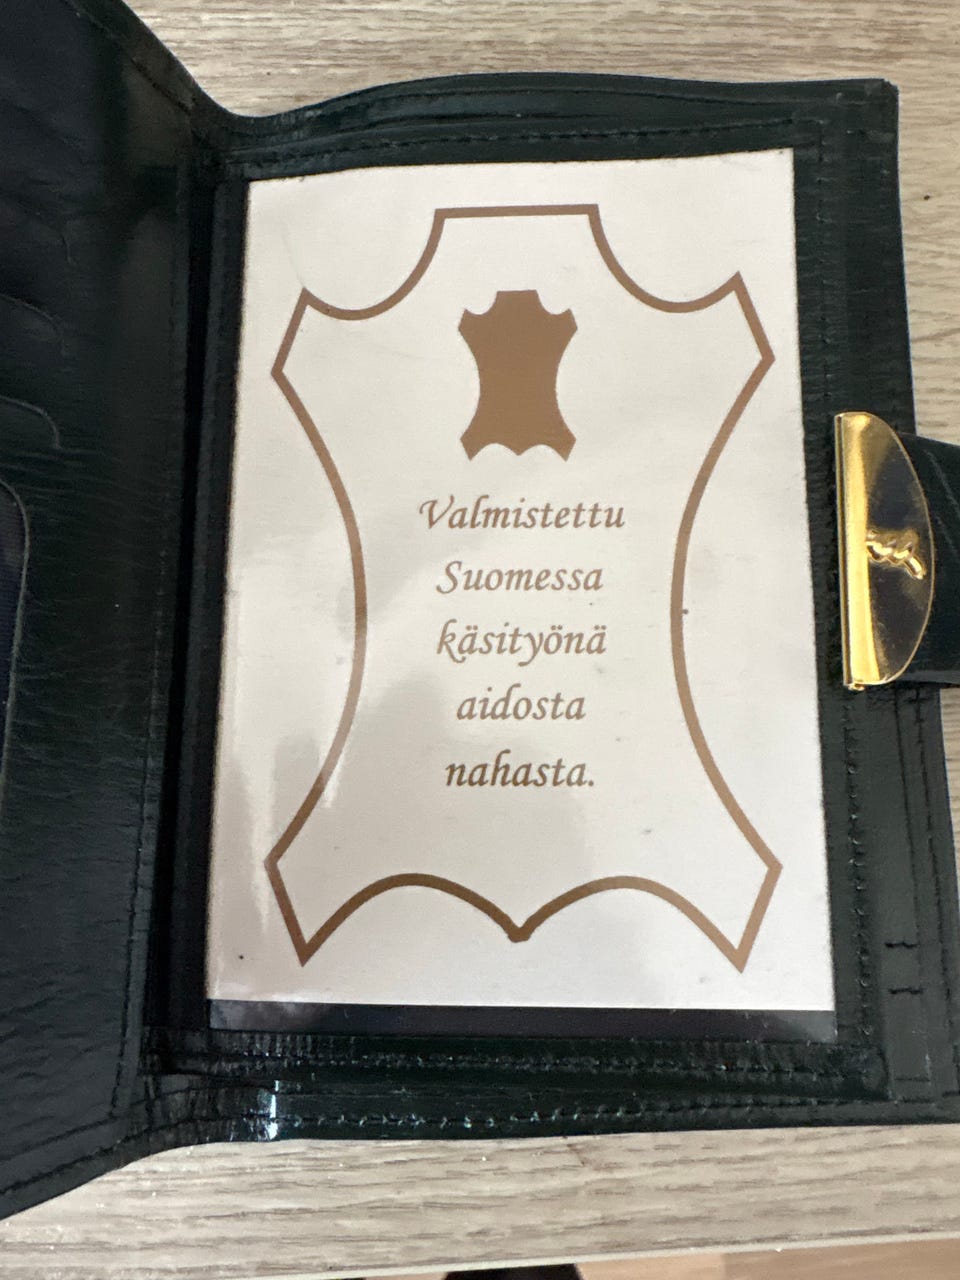 Valmistettu
Suomessa
käsityönä
aidosta
nahasta.